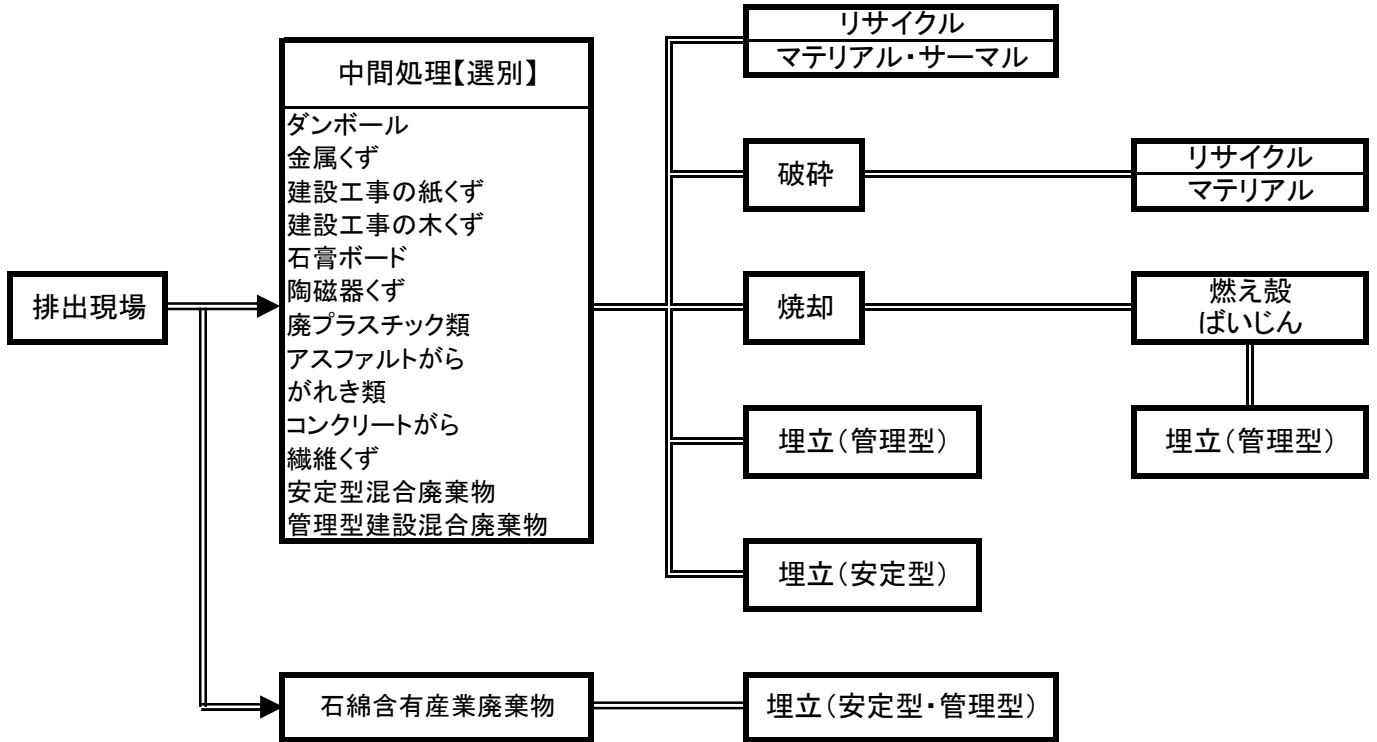 排出現場
中間処理【選別】
ダンボール
金属くず
建設工事の紙くず
建設工事の木くず
石膏ボード
陶磁器くず
廃プラスチック類
アスファルトがら
がれき類
コンクリートがら
繊維くず
安定型混合廃棄物
管理型建設混合廃棄物
リサイクル
マテリアル・サーマル
破砕
リサイクル
マテリアル
焼却
燃え殻
ばいじん
埋立（管理型）
埋立（管理型）
埋立（安定型）
石綿含有産業廃棄物
埋立（安定型・管理型）